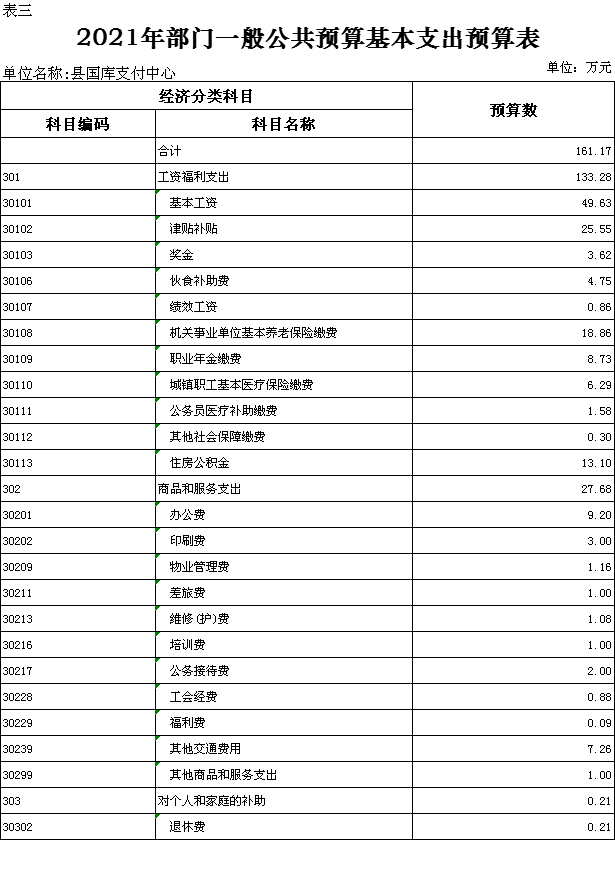 表三
2021年部门一般公共预算基本支出预算表
单位名称:县国库支付中心 单位：万元
经济分类科目 预算数
科目编码 科目名称
合计 161.17
301 工资福利支出 133.28
30101 基本工资 49.63
30102 津贴补贴 25.55
30103 奖金 3.62
30106 伙食补助费 4.75
30107 绩效工资 0.86
30108 机关事业单位基本养老保险缴费 18.86
30109 职业年金缴费 8.73
30110 城镇职工基本医疗保险缴费 6.29
30111 公务员医疗补助缴费 1.58
30112 其他社会保障缴费 0.30
30113 住房公积金 13.10
302 商品和服务支出 27.68
30201 办公费 9.20
30202 印刷费 3.00
30209 物业管理费 1.16
30211 差旅费 1.00
30213 维修(护)费 1.08
30216 培训费 1.00
30217 公务接待费 2.00
30228 工会经费 0.88
30229 福利费 0.09
30239 其他交通费用 7.26
30299 其他商品和服务支出 1.00
303 对个人和家庭的补助 0.21
30302 退休费 0.21